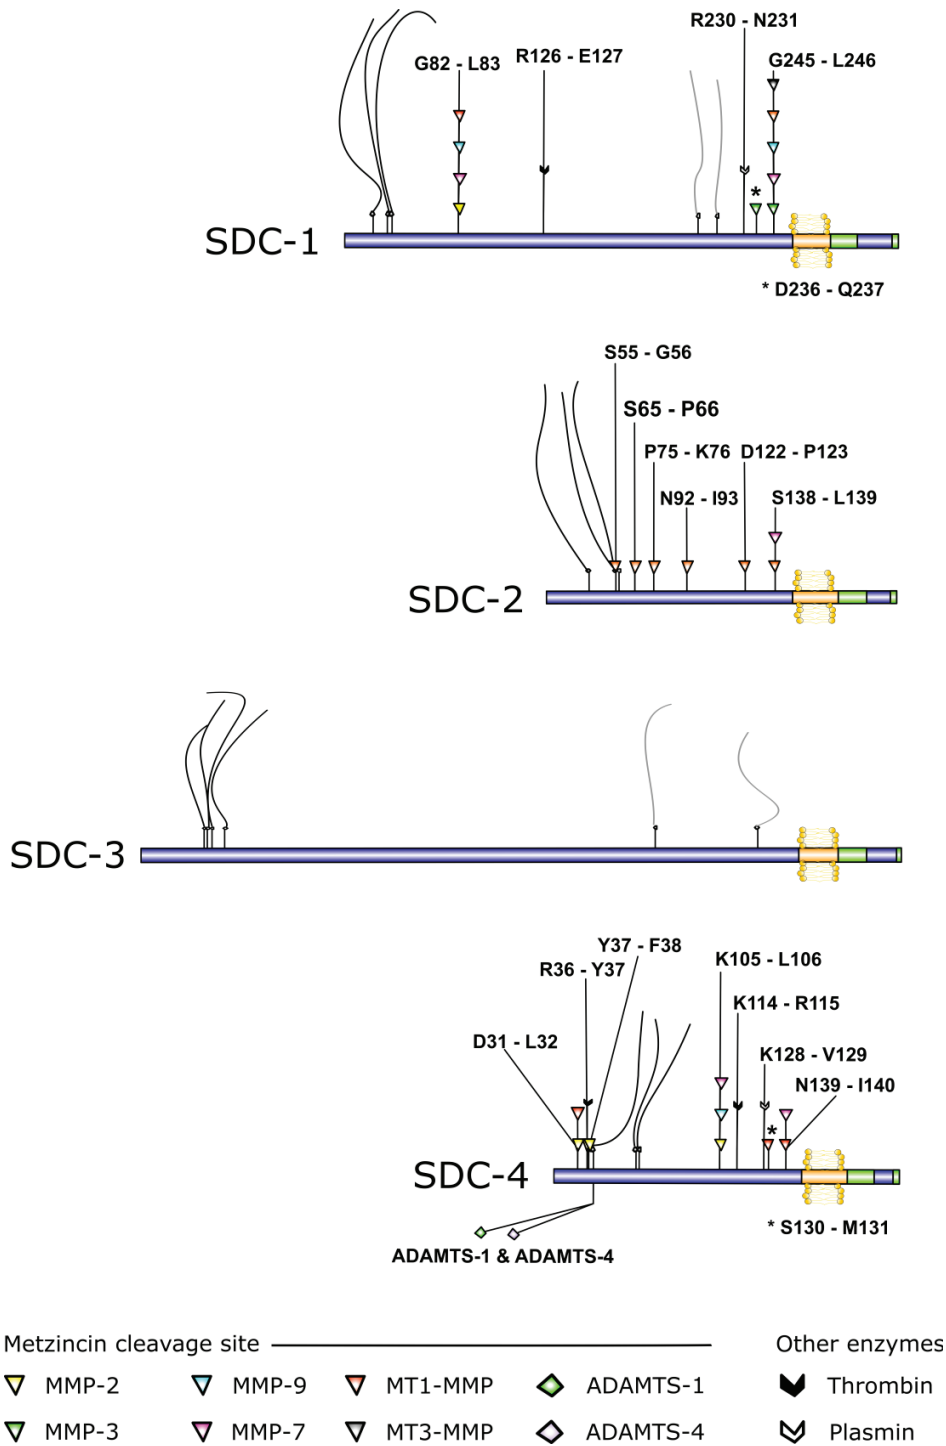 R230 - N231
G82 - L83
R126 - E127
G245 - L246
*
SDC-1
* D236 - Q237
S55 - G56
S65 - P66
P75 - K76
D122 - P123
N92 - I93
S138 - L139
SDC-2
SDC-3
Y37 - F38
R36 - Y37
K105 - L106
K114 - R115
D31 - L32
K128 - V129
N139 - I140
*
SDC-4
* S130 - M131
ADAMTS-1 & ADAMTS-4
Metzincin cleavage site
Other enzymes
MMP-2
MMP-9
MT1-MMP
ADAMTS-1
Thrombin
MMP-3
MMP-7
MT3-MMP
ADAMTS-4
Plasmin